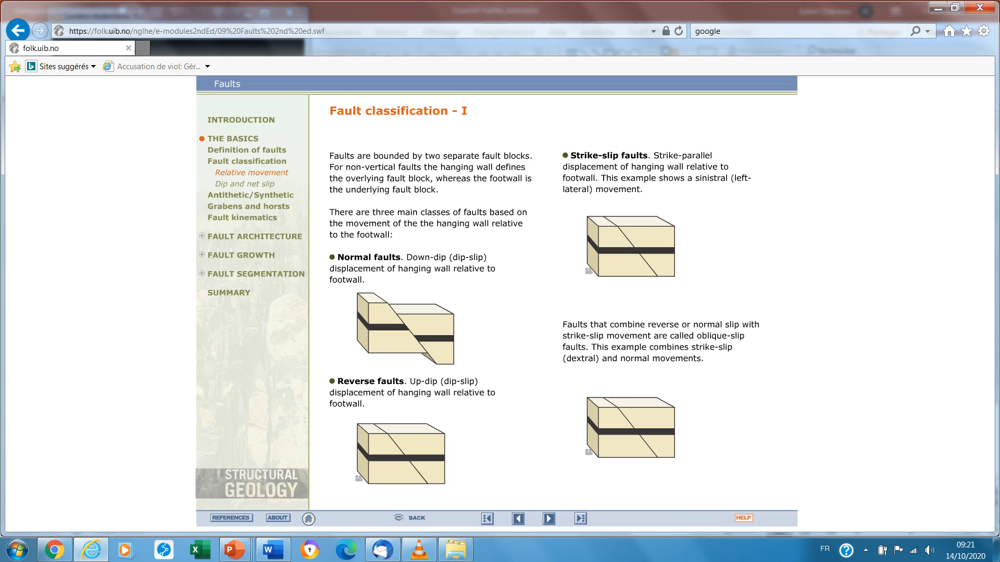 https://folk.uib.no/nglhe/e-modules2ndEd/09%20Faults%202nd%20ed.swf
google
folk.uib.no
Sites suggérés
Accusation de viol: Gér...
Faults
INTRODUCTION
THE BASICS
Definition of faults
Fault classification
Relative movement
Dip and net slip
Antithetic/Synthetic
Grabens and horsts
Fault kinematics
FAULT ARCHITECTURE
FAULT GROWTH
FAULT SEGMENTATION
SUMMARY
STRUCTURAL
GEOLOGY
Fault classification - I
Faults are bounded by two separate fault blocks.
For non-vertical faults the hanging wall defines
the overlying fault block, whereas the footwall is
the underlying fault block.
There are three main classes of faults based on
the movement of the the hanging wall relative
to the footwall:
Normal faults. Down-dip (dip-slip)
displacement of hanging wall relative to
footwall.
Reverse faults. Up-dip (dip-slip)
displacement of hanging wall relative to
footwall.
Strike-slip faults. Strike-parallel
displacement of hanging wall relative to
footwall. This example shows a sinistral (left-
lateral) movement.
Faults that combine reverse or normal slip with
strike-slip movement are called oblique-slip
faults. This example combines strike-slip
(dextral) and normal movements.
REFERENCES
ABOUT
BACK
HELP
FR
09:21
14/10/2020